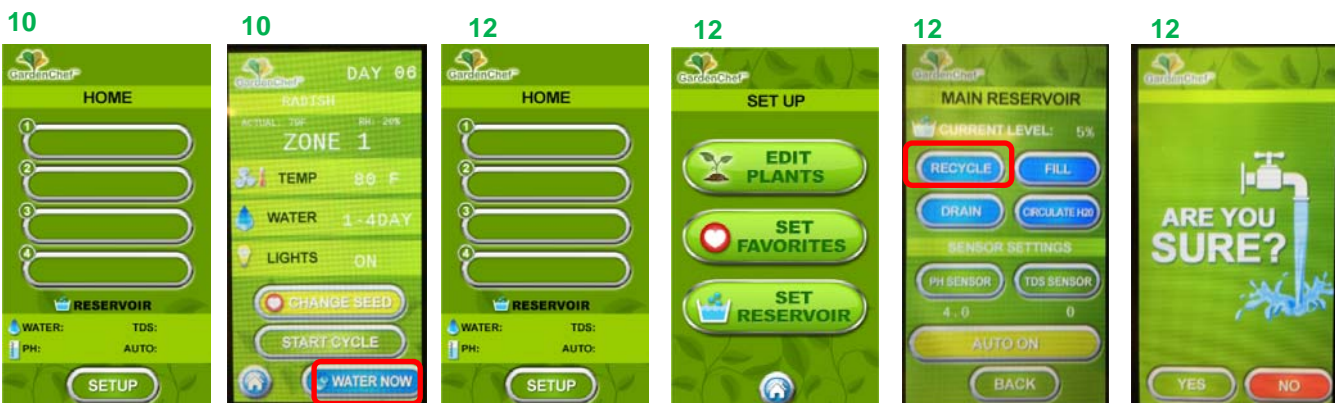 10
GardenChef
HOME
1
2
3
4
RESERVOIR
WATER: TDS:
PH: AUTO:
SETUP
10
GardenChef
DAY 06
RADISH
ACTUAL: 79F RH: 20%
ZONE 1
TEMP 80 F
WATER 1-4DAY
LIGHTS ON
CHANGE SEED
START CYCLE
WATER NOW
12
GardenChef
HOME
1
2
3
4
RESERVOIR
WATER: TDS:
PH: AUTO:
SETUP
12
GardenChef
SET UP
EDIT
PLANTS
SET
FAVORITES
SET
RESERVOIR
12
GardenChef
MAIN RESERVOIR
CURRENT LEVEL: 5%
RECYCLE FILL
DRAIN CIRCULATE H20
SENSOR SETTINGS
PH SENSOR TDS SENSOR
4.0 0
AUTO ON
BACK
12
GardenChef
ARE YOU
SURE?
YES NO